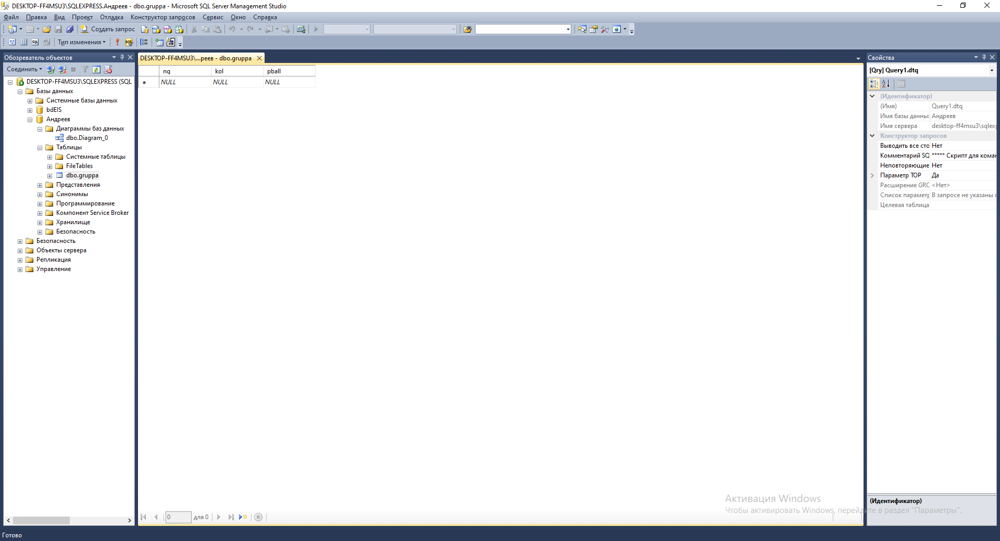 DESKTOP-FF4MSU3\SQLEXPRESS.Андреев - dbo.gruppa - Microsoft SQL Server Management Studio
Файл Правка Вид Проект Отладка Конструктор запросов Сервис Окно Справка
Создать запрос
Тип изменения
Обозреватель объектов
Соединить
DESKTOP-FF4MSU3\SQLEXPRESS (SQL
Базы данных
Системные базы данных
bdEIS
Андреев
Диаграммы баз данных
dbo.Diagram_0
Таблицы
Системные таблицы
FileTables
dbo.gruppa
Представления
Синонимы
Программирование
Компонент Service Broker
Хранилище
Безопасность
Безопасность
Объекты сервера
Репликация
Управление
DESKTOP-FF4MSU3\...реев - dbo.gruppa
ng kol pball
NULL NULL NULL
0 для 0
Свойства
[Qry] Query1.dtq
(Идентификатор)
(Имя) Query1.dtq
Имя базы данных Андреев
Имя сервера desktop-ff4msu3\sqlexp
Конструктор запросов
Выводить все сто Нет
Комментарий SQ ***** Скрипт для коман
Неповторяющие Нет
Параметр TOP Да
Расширение GRO <Нет>
Список параметр В запросе не указаны п
Целевая таблица
(Идентификатор)
Активация Windows
Чтобы активировать Windows, перейдите в раздел "Параметры".
Готово